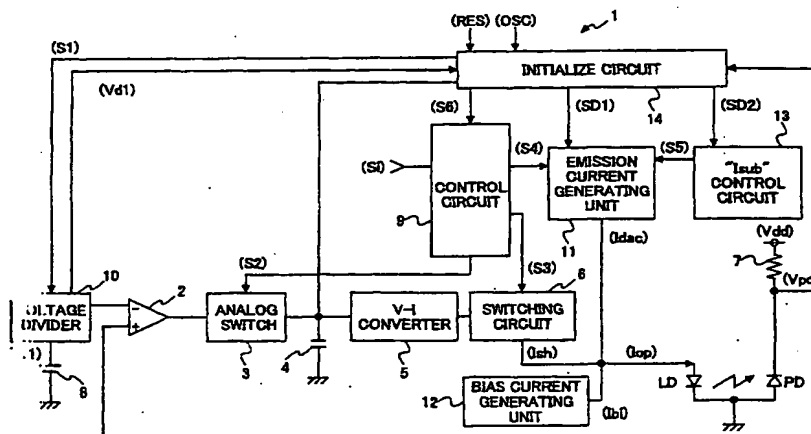 (RES) (OSC)
1
(S1)
(Vd1)
INITIALIZE CIRCUIT
14
(S6)
(SD1)
(SD2)
13
(Si)
CONTROL
CIRCUIT
9
(S4)
EMISSION
CURRENT
GENERATING
UNIT
11
(S5)
"Isub"
CONTROL
CIRCUIT
(Idac)
(Vdd)
7
(Vpd
10
2
(S2)
(S3)
6
VOLTAGE
DIVIDER
ANALOG
SWITCH
3
4
V-I
CONVERTER
5
SWITCHING
CIRCUIT
(Ish)
(Iop)
LD
PD
8
12
BIAS CURRENT
GENERATING
UNIT
(Ibi)